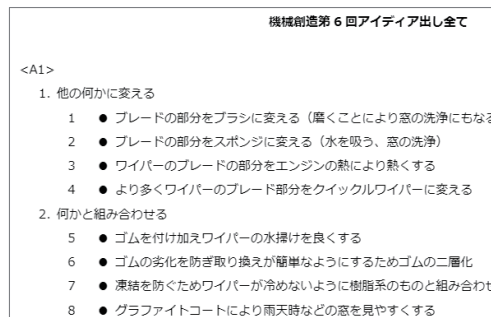 機械創造第 6 回アイディア出し全て
<A1>
1. 他の何かに変える
1 ● ブレードの部分をブラシに変える（磨くことにより窓の洗浄にもなる
2 ● ブレードの部分をスポンジに変える（水を吸う、窓の洗浄）
3 ● ワイパーのブレードの部分をエンジンの熱により熱くする
4 ● より多くワイパーのブレード部分をクイックルワイパーに変える
2. 何かと組み合わせる
5 ● ゴムを付け加えワイパーの水掃けを良くする
6 ● ゴムの劣化を防ぎ取り換えが簡単なようにするためゴムの二層化
7 ● 凍結を防ぐためワイパーが冷めないように樹脂系のものと組み合わせ
8 ● グラファイトコートにより雨天時などの窓を見やすくする